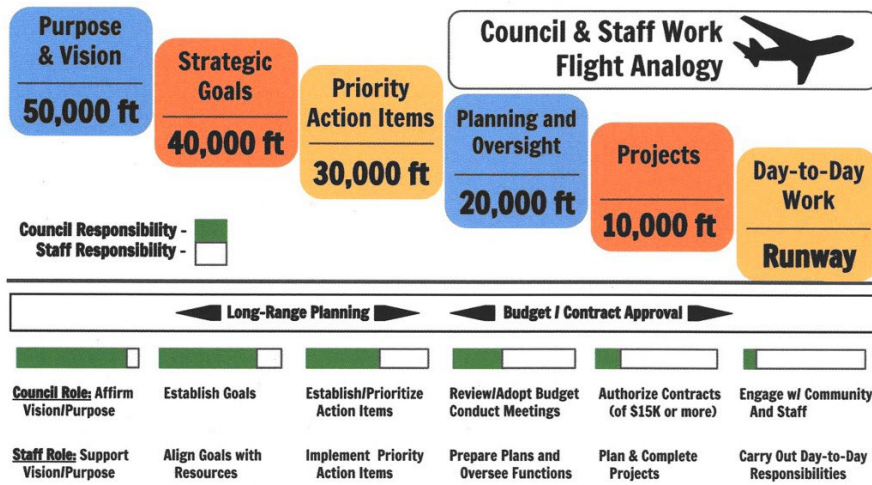 Purpose
& Vision
50,000 ft
Strategic
Goals
40,000 ft
Priority
Action Items
30,000 ft
Council & Staff Work
Flight Analogy
Planning and
Oversight
20,000 ft
Projects
10,000 ft
Day-to-Day
Work
Runway
Council Responsibility -
Staff Responsibility -
Long-Range Planning
Budget / Contract Approval
Council Role: Affirm
Vision/Purpose
Establish Goals
Establish/Prioritize
Action Items
Review/Adopt Budget
Conduct Meetings
Authorize Contracts
(of $15K or more)
Engage w/ Community
And Staff
Staff Role: Support
Vision/Purpose
Align Goals with
Resources
Implement Priority
Action Items
Prepare Plans and
Oversee Functions
Plan & Complete
Projects
Carry Out Day-to-Day
Responsibilities